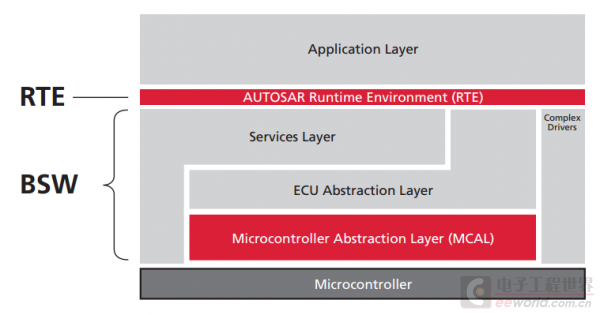 Application Layer
RTE
AUTOSAR Runtime Environment (RTE)
Complex
Drivers
Services Layer
BSW
ECU Abstraction Layer
Microcontroller Abstraction Layer (MCAL)
Microcontroller
电子工程世界
eeworld.com.cn